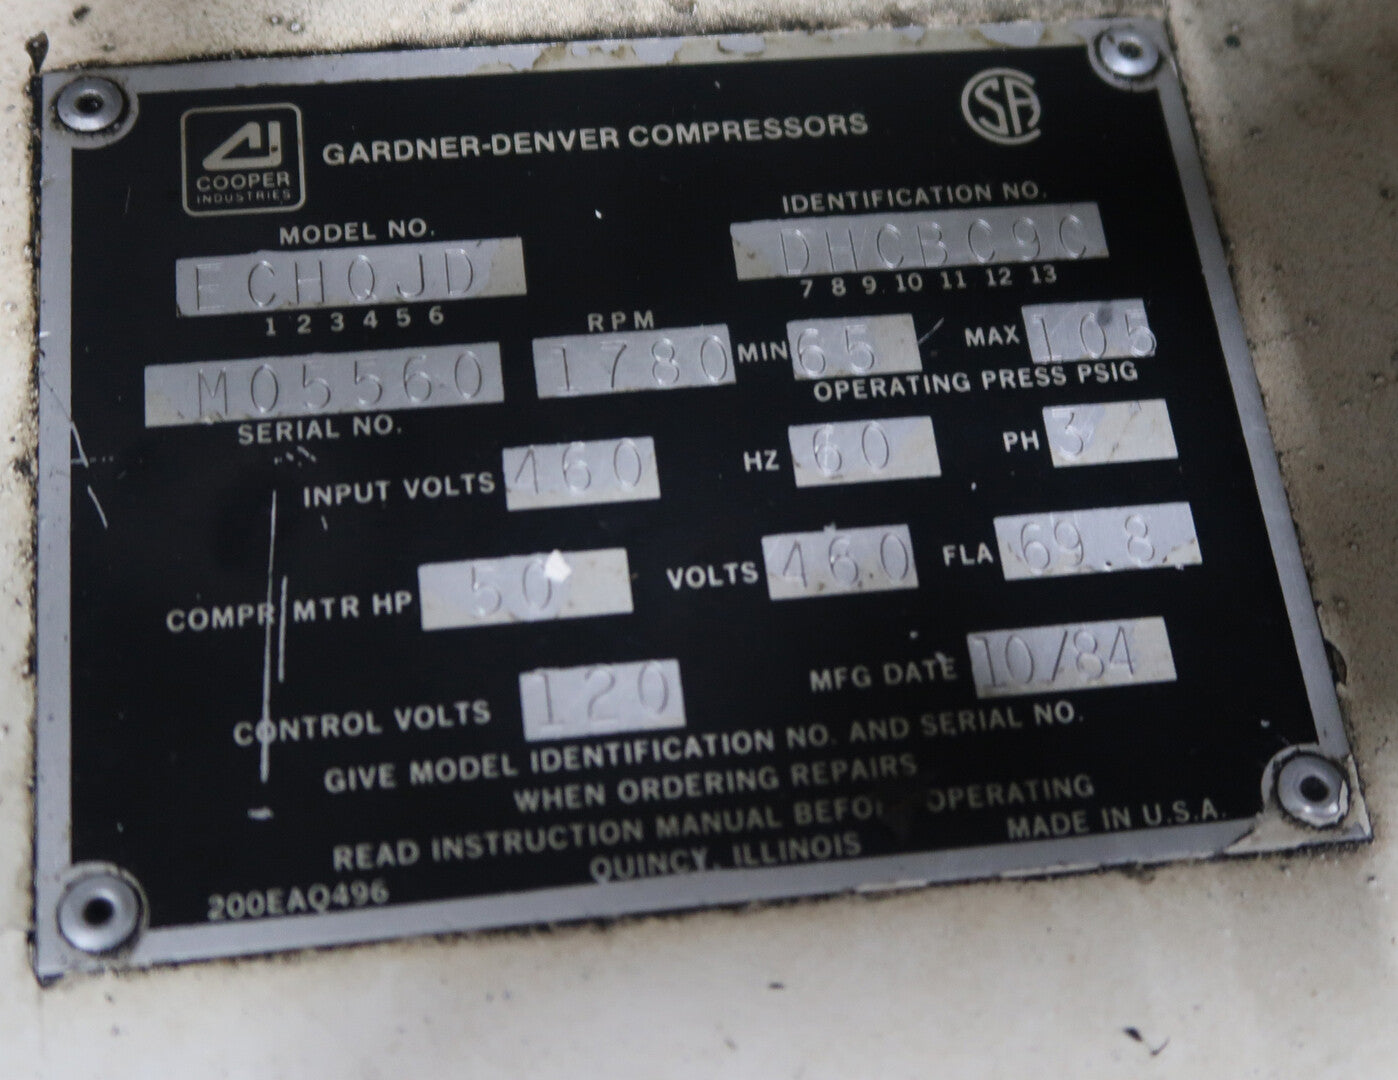 COOPER
INDUSTRIES
GARDNER-DENVER COMPRESSORS
CSA
MODEL NO.
ECHQJD
1 2 3 4 5 6
IDENTIFICATION NO.
DHCBC9C
7 8 9 10 11 12 13
M05560
SERIAL NO.
RPM
1780
MIN 65 MAX 105
OPERATING PRESS PSIG
INPUT VOLTS 460 HZ 60 PH 3
COMPR/MTR HP 50 VOLTS 460 FLA 69.8
CONTROL VOLTS 120 MFG DATE 10/84
GIVE MODEL IDENTIFICATION NO. AND SERIAL NO.
WHEN ORDERING REPAIRS
READ INSTRUCTION MANUAL BEFO OPERATING
QUINCY, ILLINOIS MADE IN U.S.A.
200EAQ496